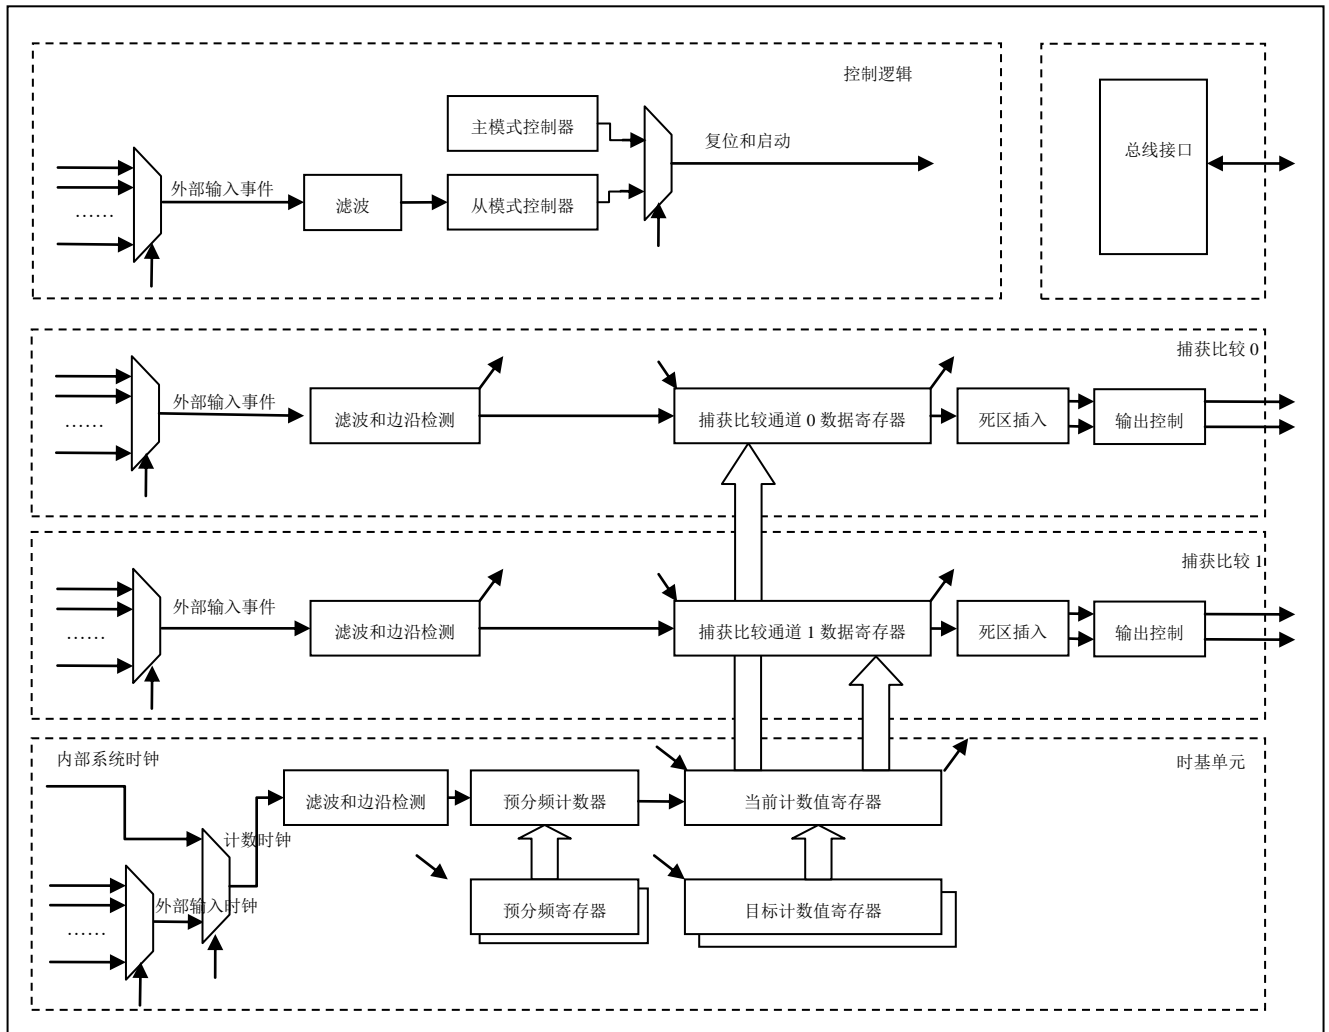 控制逻辑
主模式控制器
复位和启动
总线接口
外部输入事件
滤波
从模式控制器
……
捕获比较 0
外部输入事件
滤波和边沿检测
捕获比较通道 0 数据寄存器
死区插入
输出控制
……
捕获比较 1
外部输入事件
滤波和边沿检测
捕获比较通道 1 数据寄存器
死区插入
输出控制
……
内部系统时钟
时基单元
滤波和边沿检测
预分频计数器
当前计数值寄存器
计数时钟
外部输入时钟
预分频寄存器
目标计数值寄存器
……